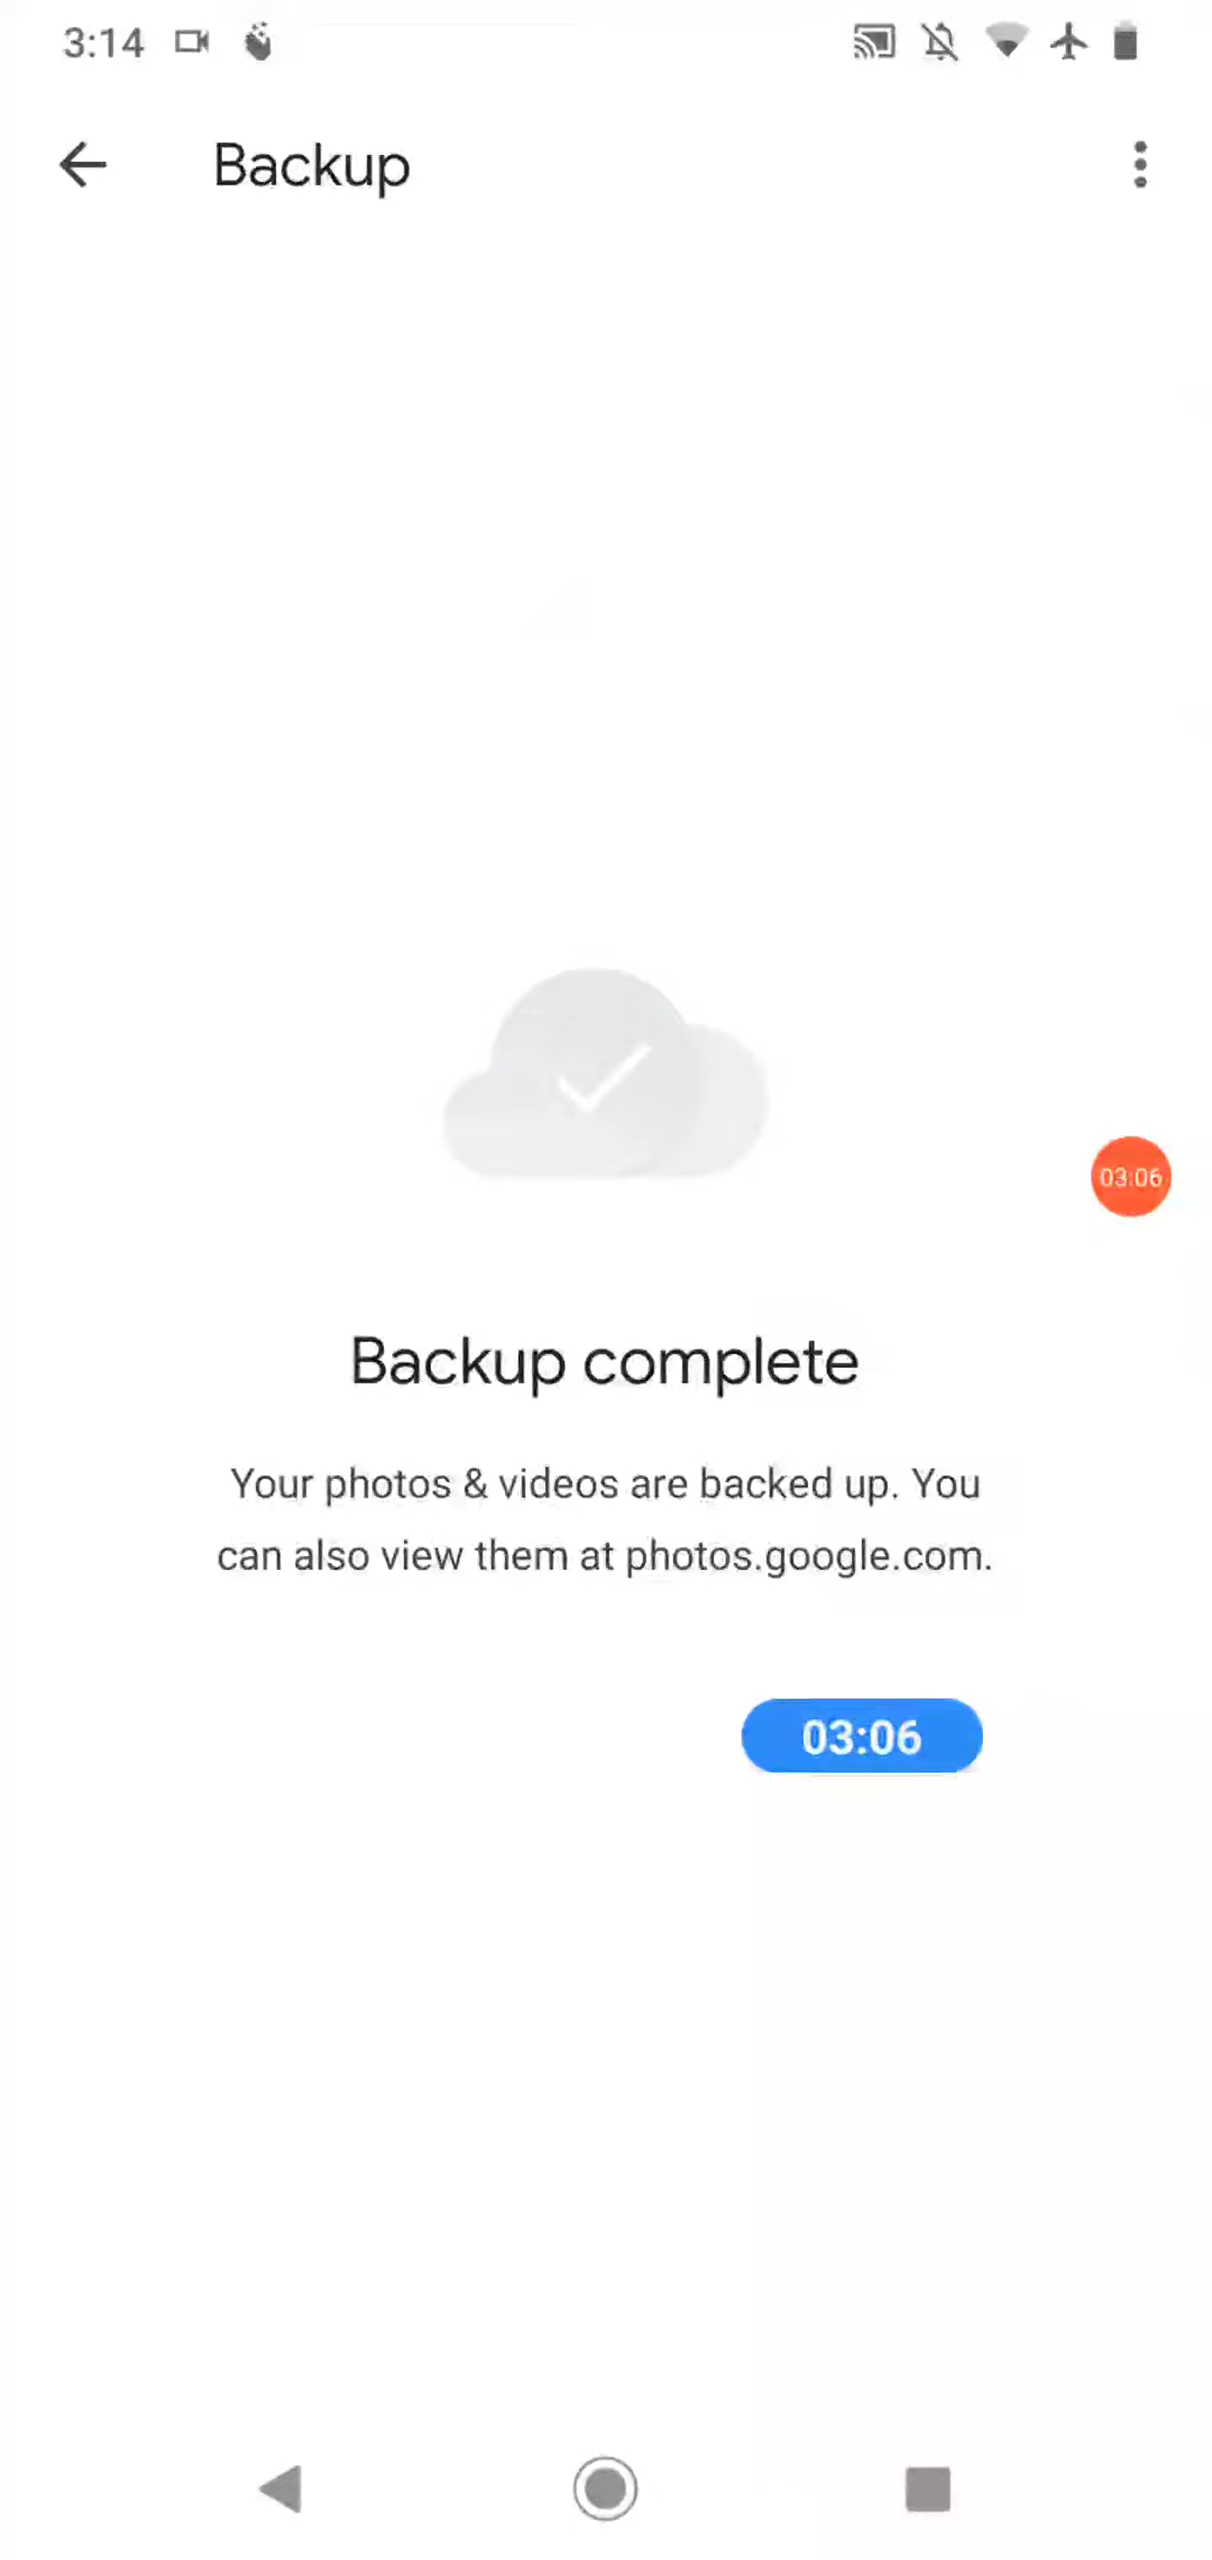 3:14
Backup
03:06
Backup complete
Your photos & videos are backed up. You
can also view them at photos.google.com.
03:06